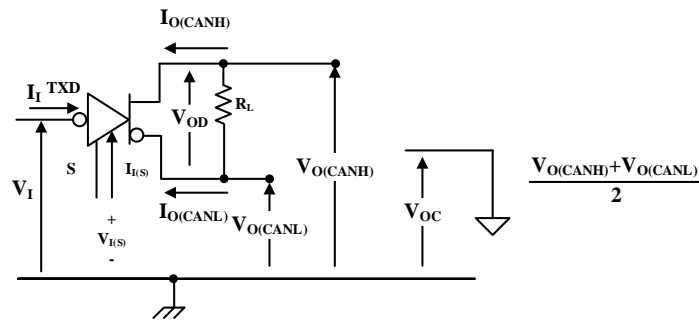 I_O(CANH)
I_I TXD
V_OD
R_L
V_I
S
I_I(S)
+
V_I(S)
-
I_O(CANL)
V_O(CANL)
V_O(CANH)
V_OC
V_O(CANH)+V_O(CANL)
2